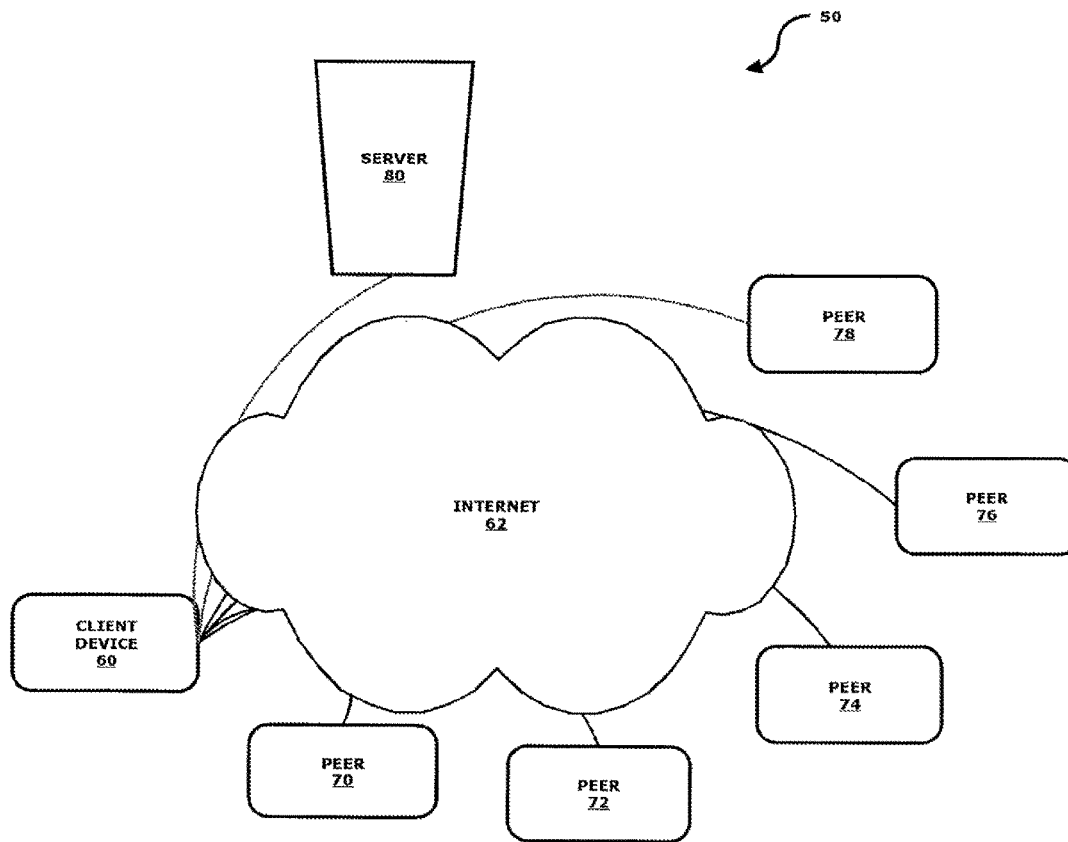 50
SERVER
80
PEER
78
PEER
76
INTERNET
62
CLIENT
DEVICE
60
PEER
74
PEER
70
PEER
72